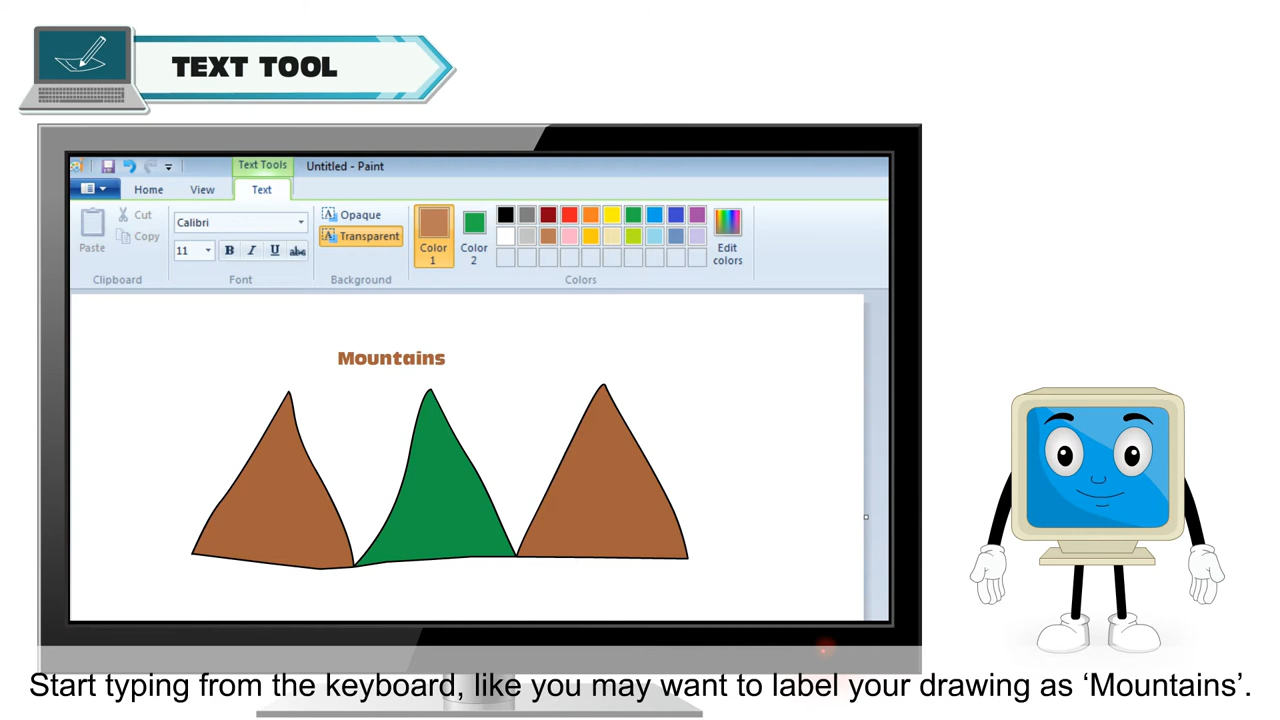 TEXT TOOL
Text Tools
Untitled - Paint
Home View Text
Paste
Cut
Copy
Clipboard
Calibri
11 B I U abc
Font
Opaque
Transparent
Background
Color 1
Color 2
Edit colors
Colors
Mountains
Start typing from the keyboard, like you may want to label your drawing as ‘Mountains’.